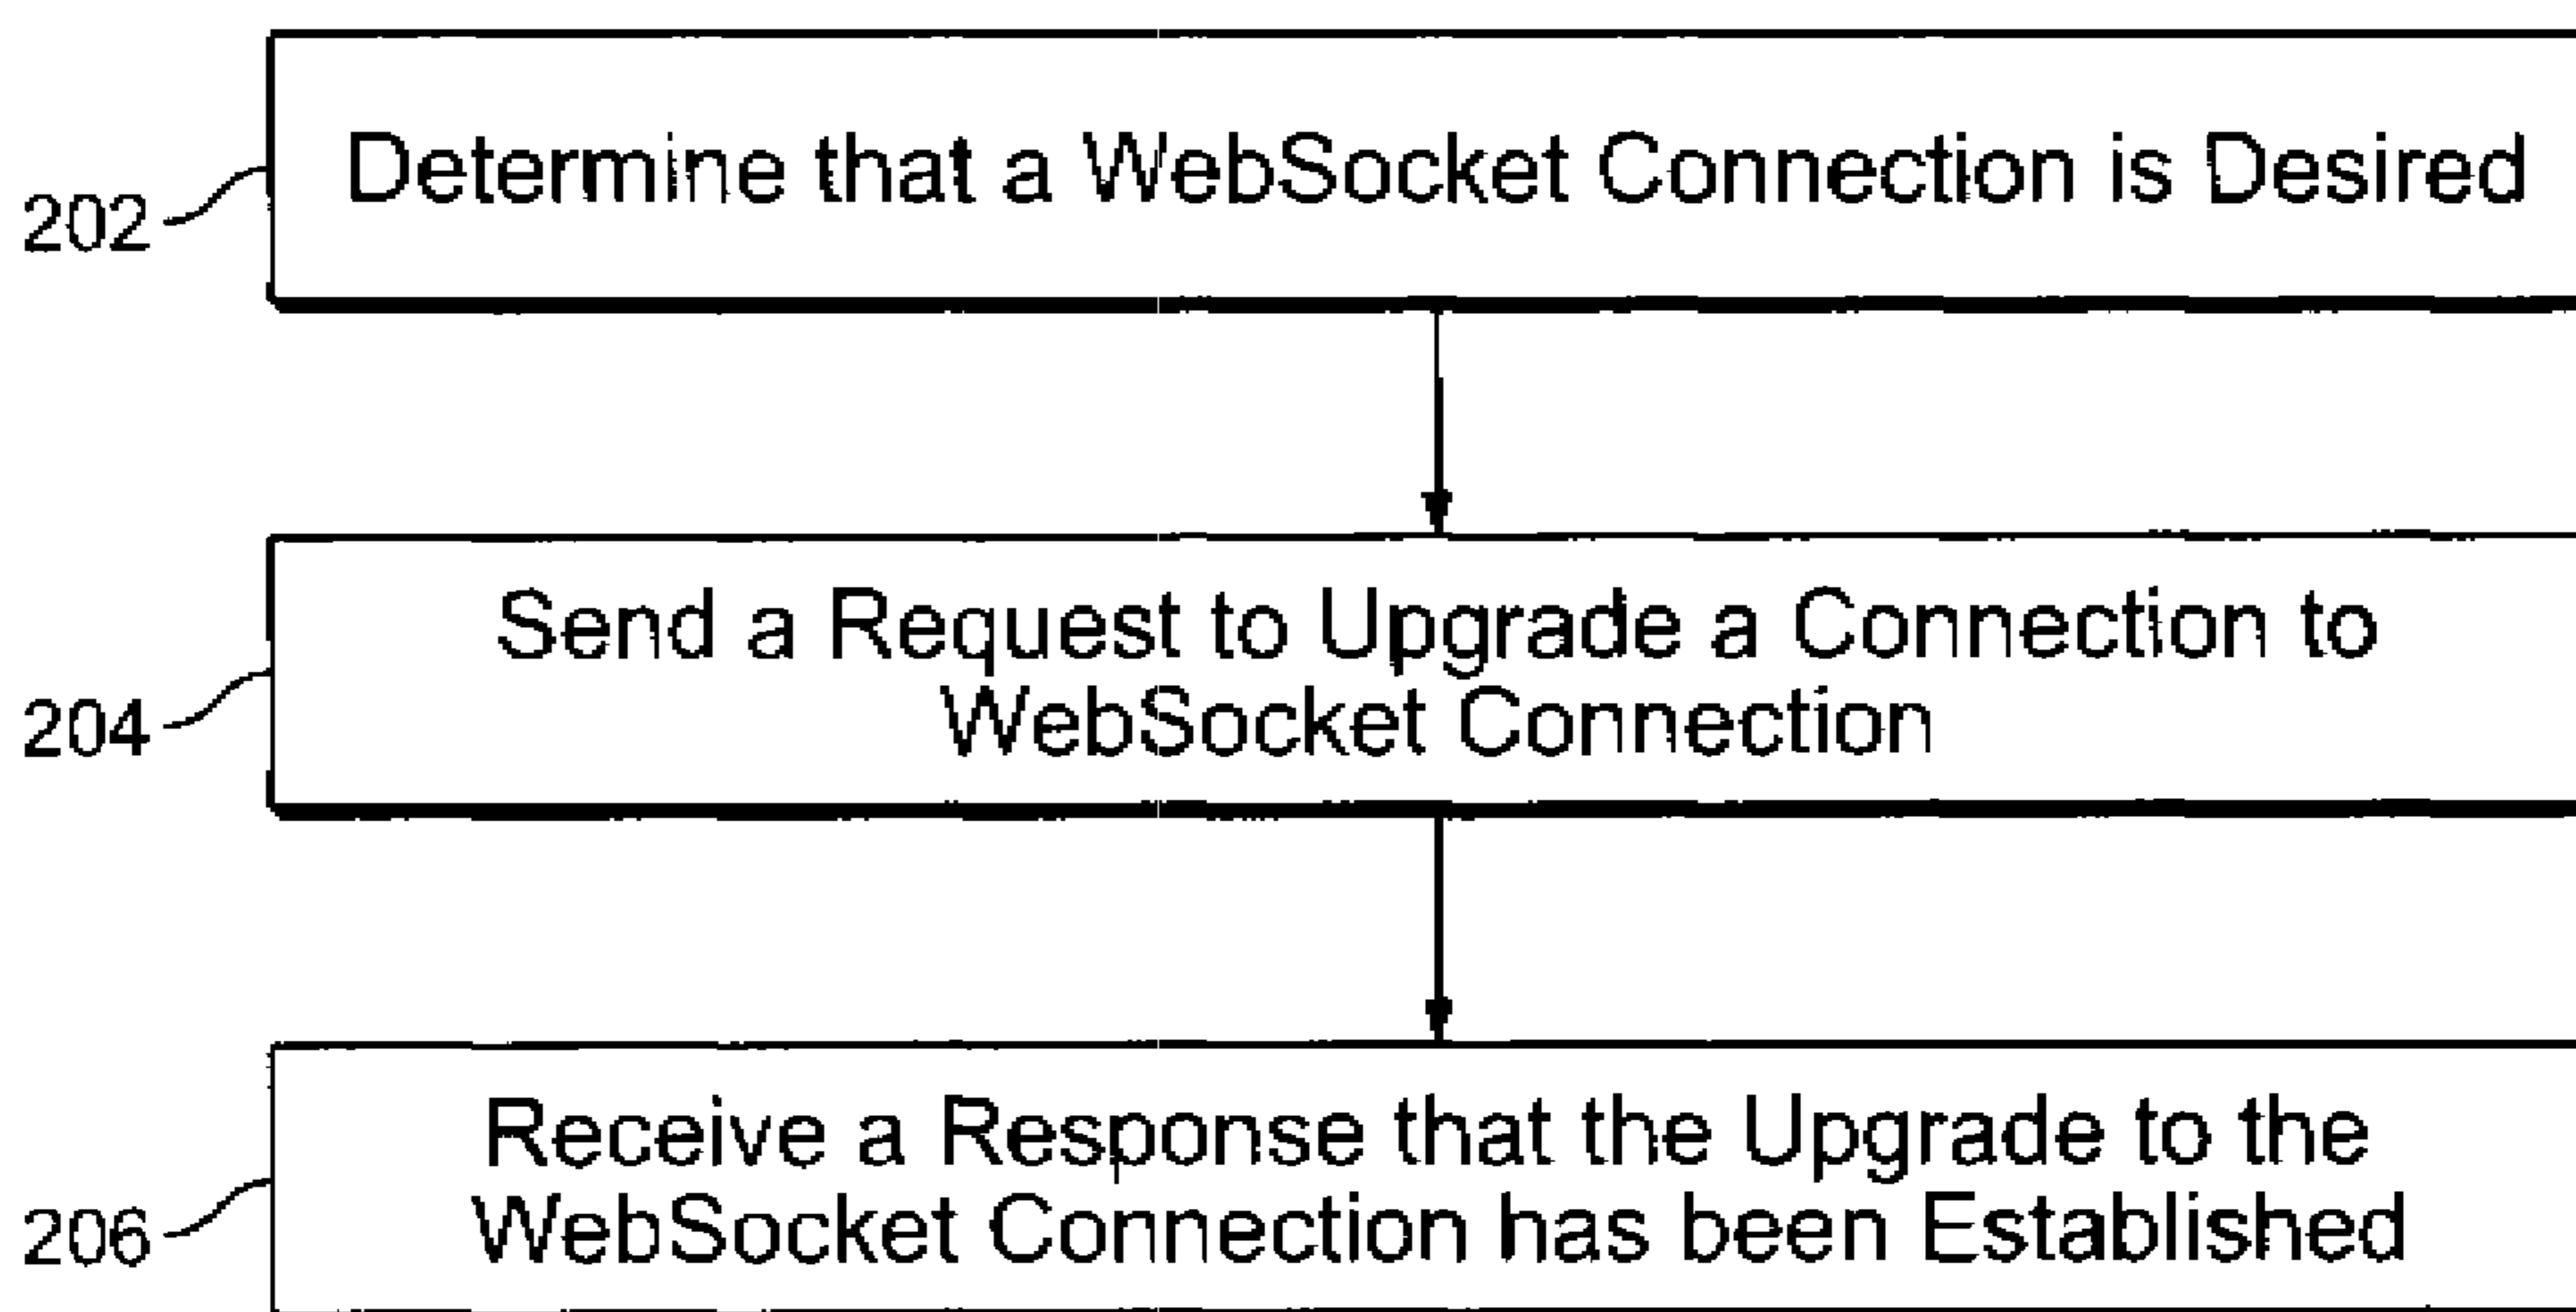 Determine that a WebSocket Connection is Desired
202
Send a Request to Upgrade a Connection to
WebSocket Connection
204
Receive a Response that the Upgrade to the
WebSocket Connection has been Established
206